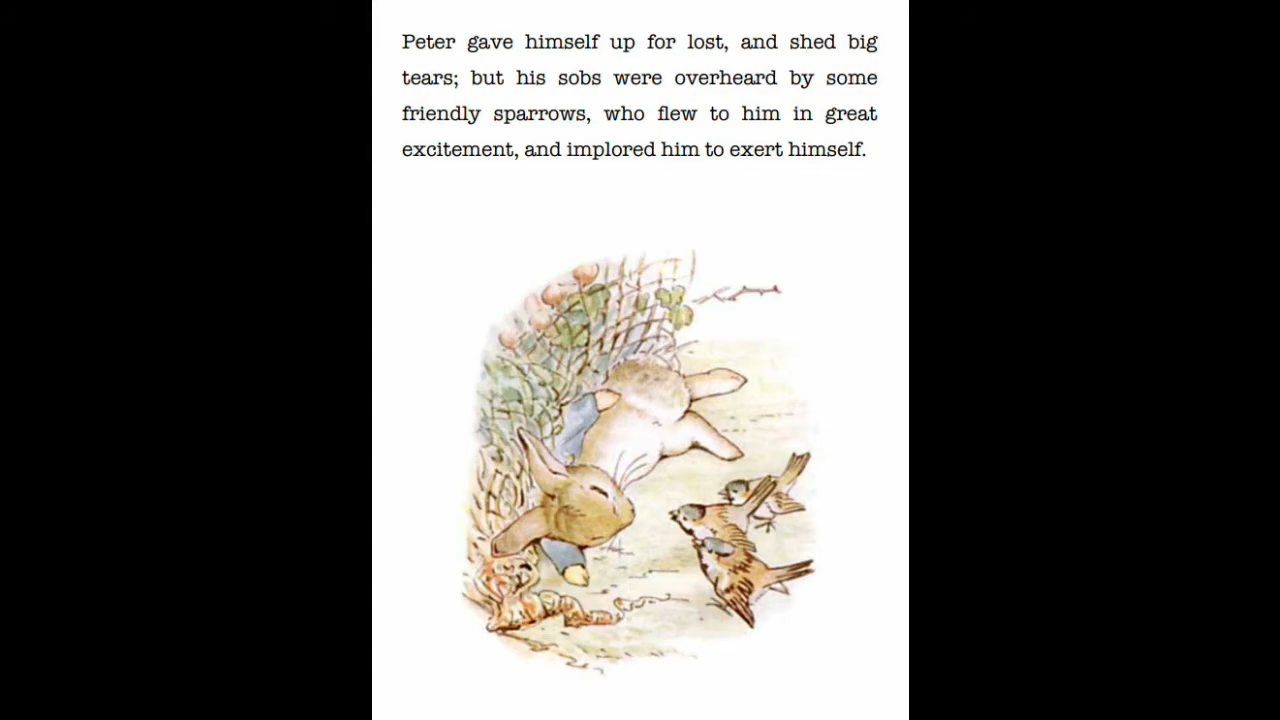 Peter gave himself up for lost, and shed big
tears; but his sobs were overheard by some
friendly sparrows, who flew to him in great
excitement, and implored him to exert himself.